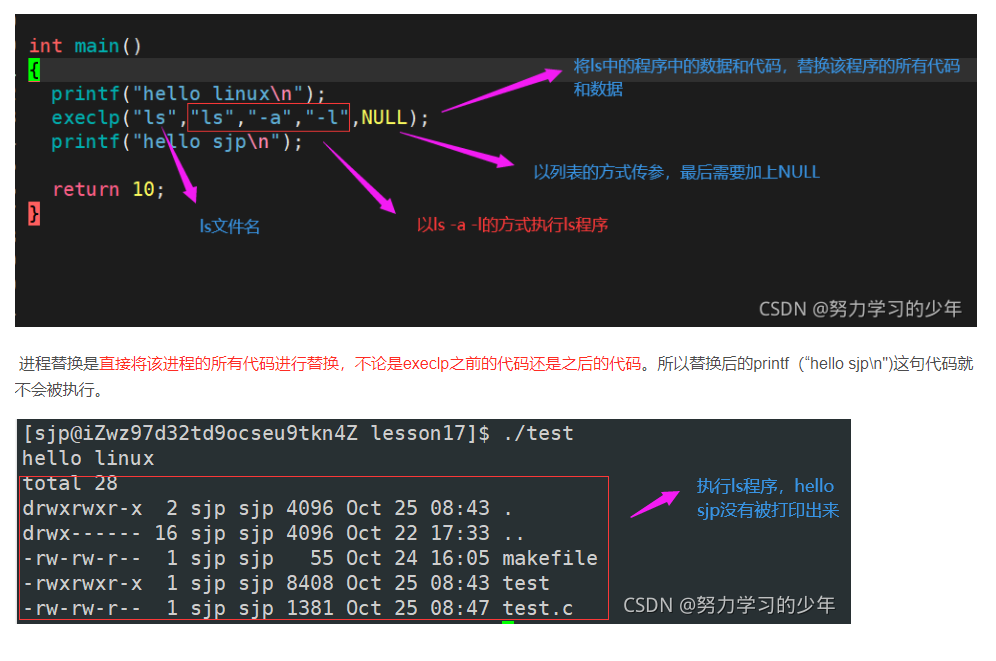 int main()
{
printf("hello linux\n");
execlp("ls","ls","-a","-l",NULL);
printf("hello sjp\n");
return 10;
}
将ls中的程序中的数据和代码，替换该程序的所有代码
和数据
以列表的方式传参，最后需要加上NULL
ls文件名
以ls -a -l的方式执行ls程序
CSDN @努力学习的少年
进程替换是直接将该进程的所有代码进行替换，不论是execlp之前的代码还是之后的代码。所以替换后的printf（“hello sjp\n")这句代码就
不会被执行。
[sjp@iZwz97d32td9ocseu9tkn4Z lesson17]$ ./test
hello linux
total 28
drwxrwxr-x  2 sjp sjp 4096 Oct 25 08:43 .
drwx------ 16 sjp sjp 4096 Oct 22 17:33 ..
-rw-rw-r--  1 sjp sjp   55 Oct 24 16:05 makefile
-rwxrwxr-x  1 sjp sjp 8408 Oct 25 08:43 test
-rw-rw-r--  1 sjp sjp 1381 Oct 25 08:47 test.c
执行ls程序，hello
sjp没有被打印出来
CSDN @努力学习的少年